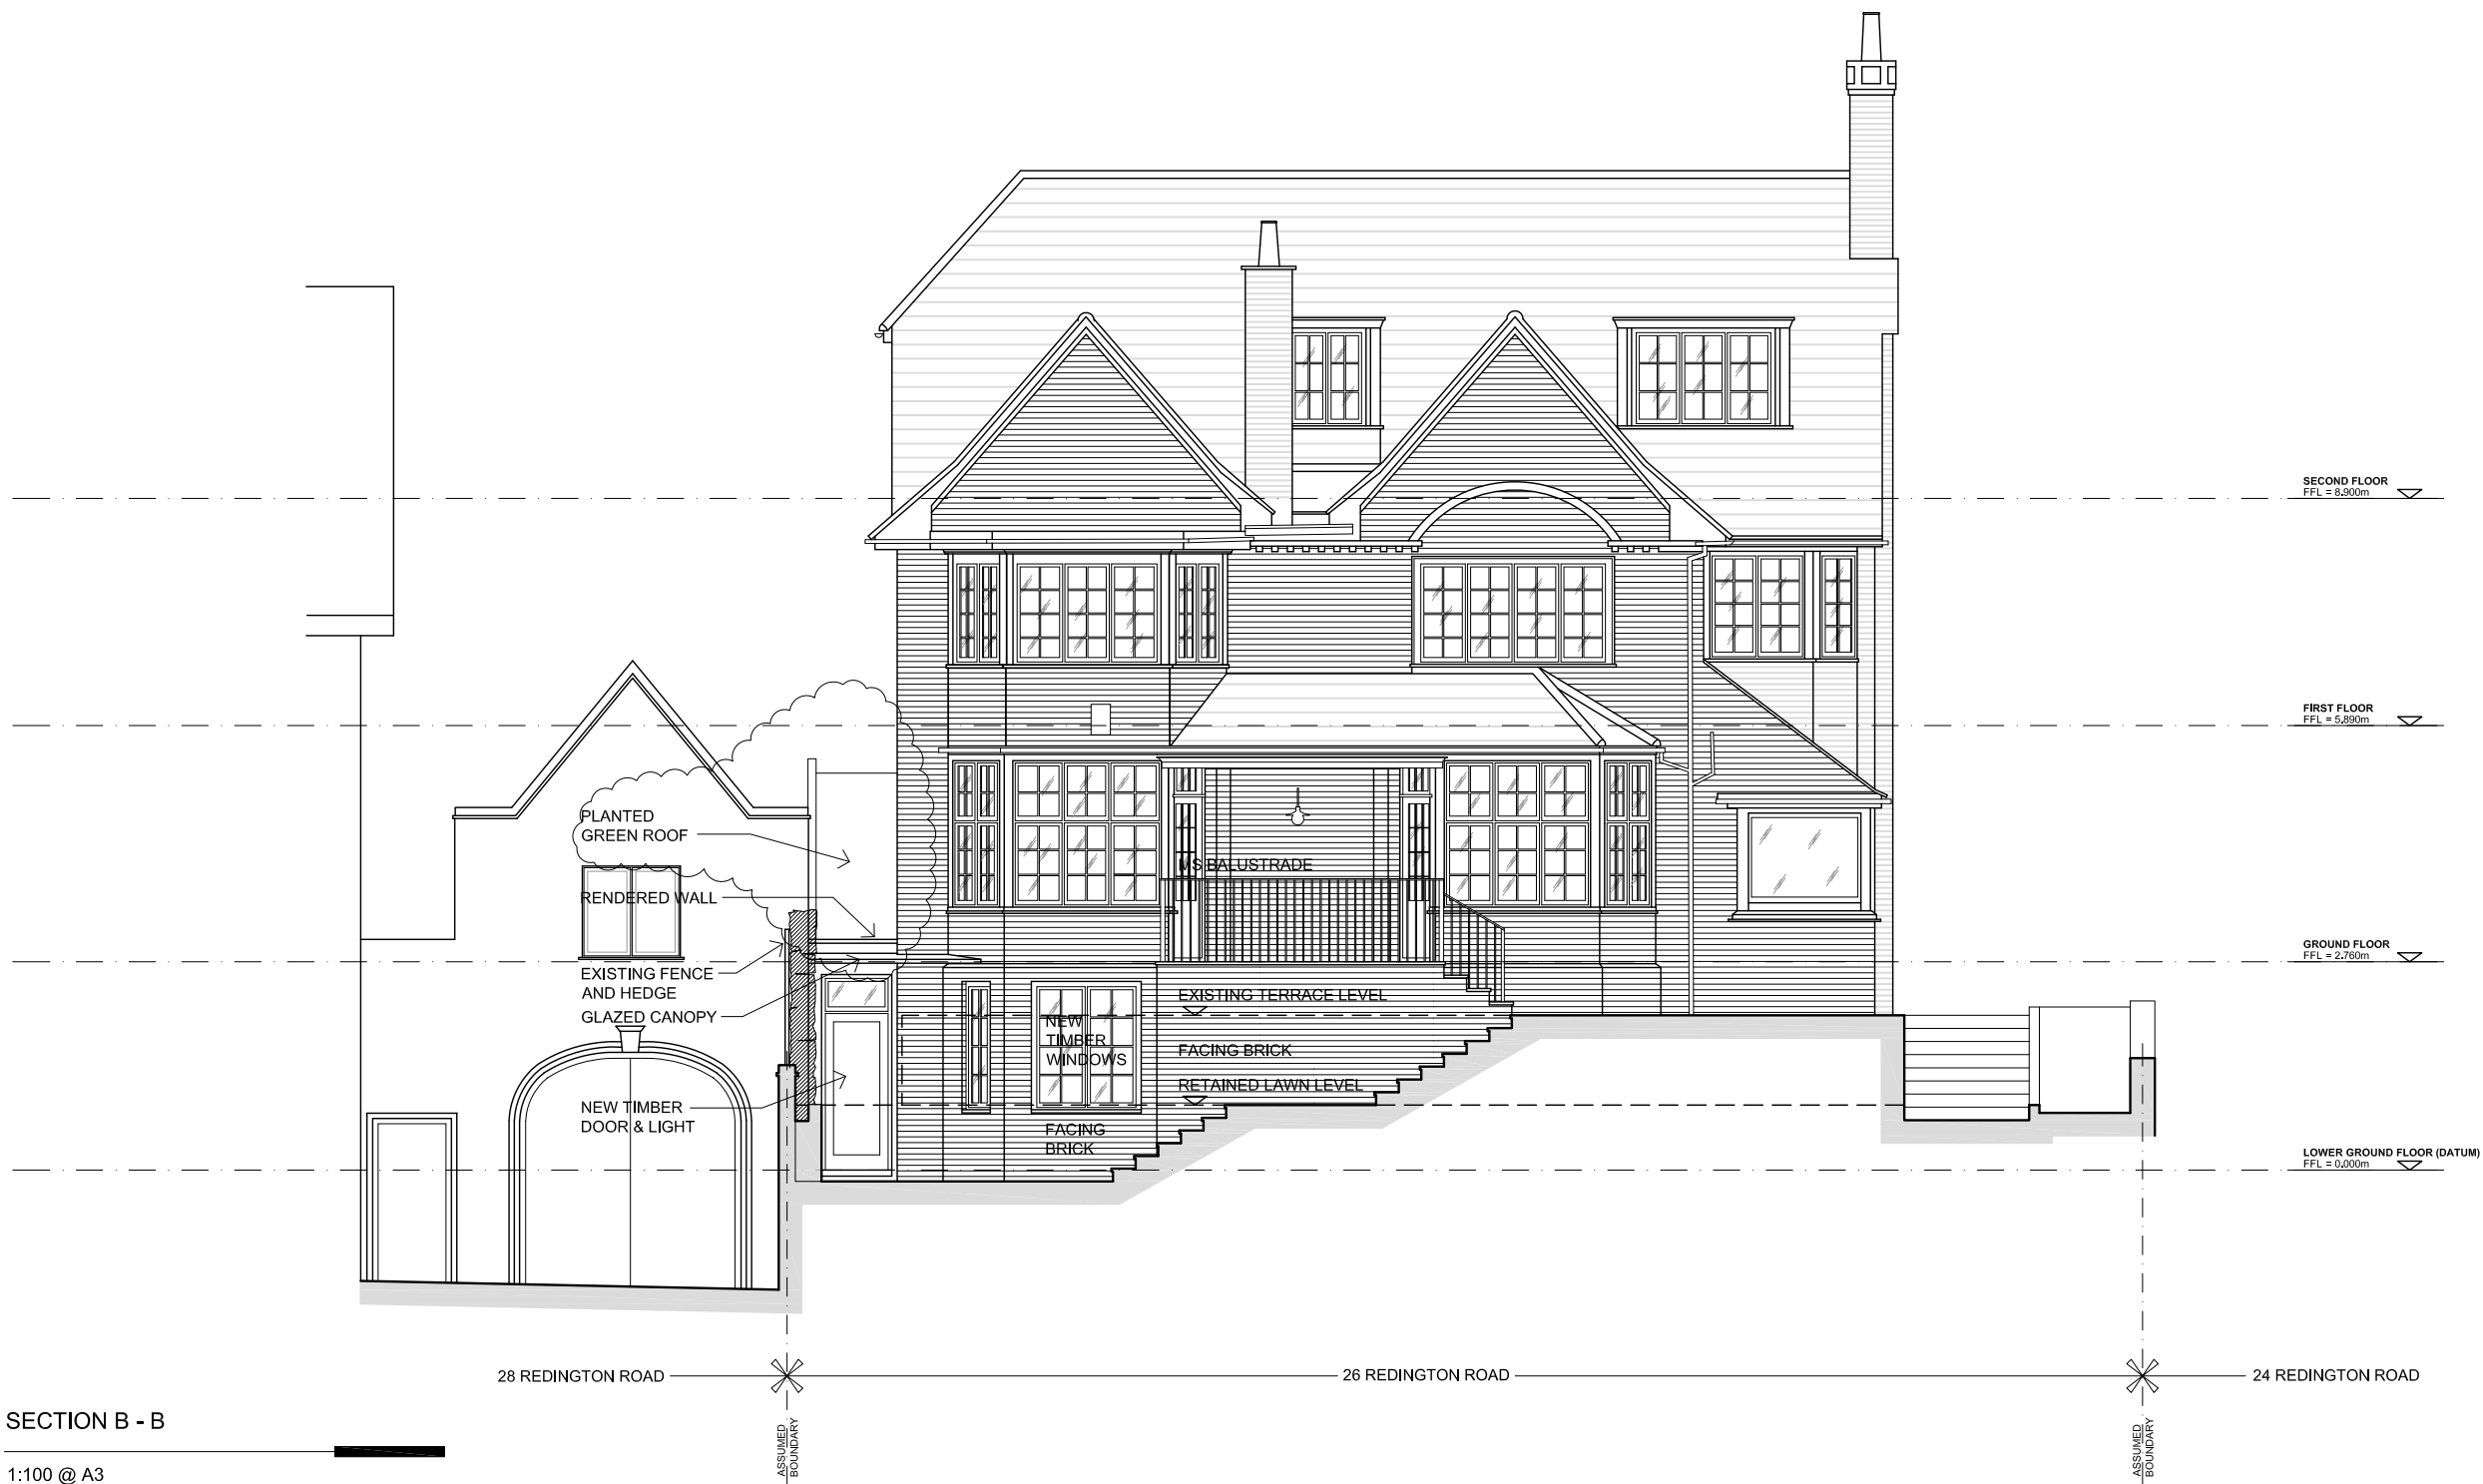 SECOND FLOOR
FFL = 8.900m
FIRST FLOOR
FFL = 5.890m
PLANTED
GREEN ROOF
MS BALUSTRADE
RENDERED WALL
GROUND FLOOR
FFL = 2.760m
EXISTING FENCE
AND HEDGE
GLAZED CANOPY
EXISTING TERRACE LEVEL
NEW
TIMBER
WINDOWS
FACING BRICK
RETAINED LAWN LEVEL
NEW TIMBER
DOOR & LIGHT
FACING
BRICK
LOWER GROUND FLOOR (DATUM)
FFL = 0.000m
28 REDINGTON ROAD
26 REDINGTON ROAD
24 REDINGTON ROAD
SECTION B - B
1:100 @ A3
ASSUMED
BOUNDARY
ASSUMED
BOUNDARY